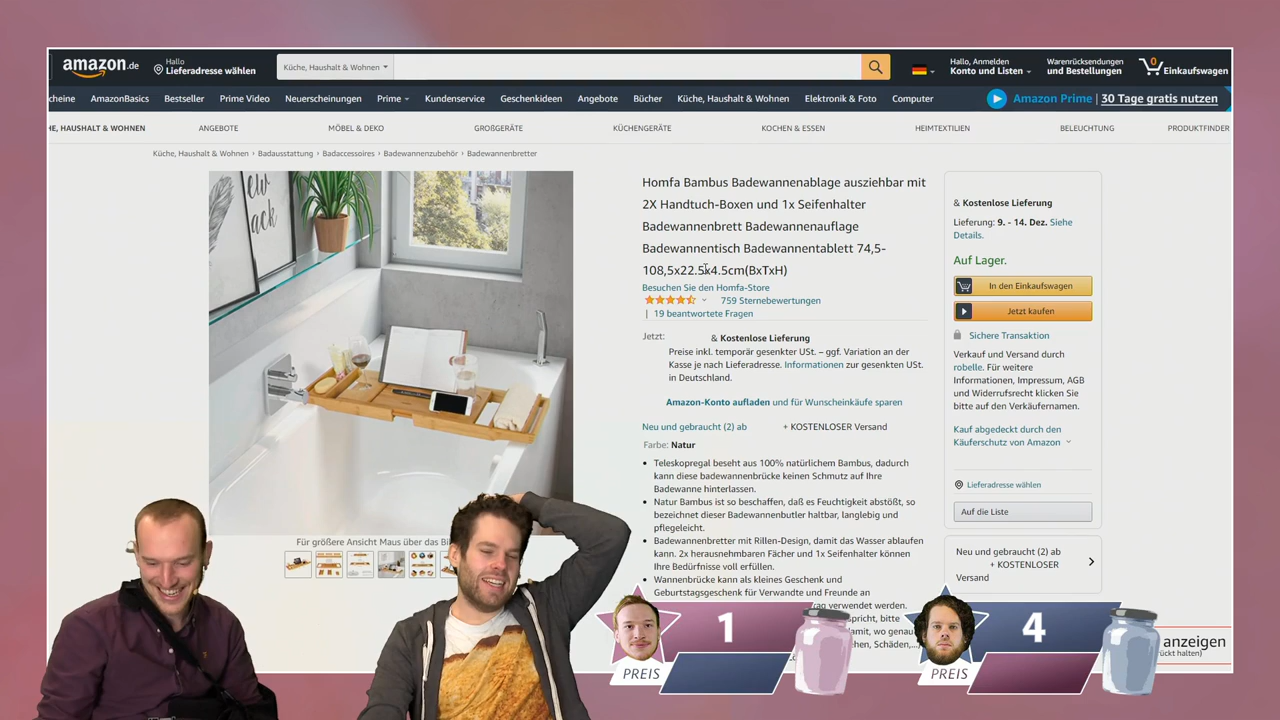 amazon.de
Hallo
Lieferadresse wählen
Küche, Haushalt & Wohnen
Hallo, Anmelden
Konto und Listen
Warenrücksendungen
und Bestellungen
0
Einkaufswagen
cheine AmazonBasics Bestseller Prime Video Neuerscheinungen Prime Kundenservice Geschenkideen Angebote Bücher Küche, Haushalt & Wohnen Elektronik & Foto Computer
Amazon Prime | 30 Tage gratis nutzen
HE, HAUSHALT & WOHNEN ANGEBOTE MÖBEL & DEKO GROẞGERÄTE KÜCHENGERÄTE KOCHEN & ESSEN HEIMTEXTILIEN BELEUCHTUNG PRODUKTFINDER
Küche, Haushalt & Wohnen › Badausstattung › Badaccessoires › Badewannenzubehör › Badewannenbretter
Für größere Ansicht Maus über das Bi
Homfa Bambus Badewannenablage ausziehbar mit
2X Handtuch-Boxen und 1x Seifenhalter
Badewannenbrett Badewannenauflage
Badewannentisch Badewannentablett 74,5-
108,5x22.5x4.5cm(BxTxH)
Besuchen Sie den Homfa-Store
759 Sternebewertungen
| 19 beantwortete Fragen
Jetzt: & Kostenlose Lieferung
Preise inkl. temporär gesenkter USt. – ggf. Variation an der
Kasse je nach Lieferadresse. Informationen zur gesenkten USt.
in Deutschland.
Amazon-Konto aufladen und für Wunscheinkäufe sparen
Neu und gebraucht (2) ab + KOSTENLOSER Versand
Farbe: Natur
• Teleskopregal beseht aus 100% natürlichem Bambus, dadurch
kann diese badewannenbrücke keinen Schmutz auf Ihre
Badewanne hinterlassen.
• Natur Bambus ist so beschaffen, daß es Feuchtigkeit abstößt, so
bezeichnet dieser Badewannenbutler haltbar, langlebig und
pflegeleicht.
• Badewannenbretter mit Rillen-Design, damit das Wasser ablaufen
kann. 2x herausnehmbaren Fächer und 1x Seifenhalter können
Ihre Bedürfnisse voll erfüllen.
• Wannenbrücke kann als kleines Geschenk und
Geburtstagsgeschenk für Verwandte und Freunde an
verwendet werden.
spricht, bitte
damit, wo genau
hen, Schäden,...)
& Kostenlose Lieferung
Lieferung: 9. - 14. Dez. Siehe
Details.
Auf Lager.
In den Einkaufswagen
Jetzt kaufen
Sichere Transaktion
Verkauf und Versand durch
robelle. Für weitere
Informationen, Impressum, AGB
und Widerrufsrecht klicken Sie
bitte auf den Verkäufernamen.
Kauf abgedeckt durch den
Käuferschutz von Amazon
Lieferadresse wählen
Auf die Liste
Neu und gebraucht (2) ab
+ KOSTENLOSER
Versand
anzeigen
rückt halten)
1
PREIS
4
PREIS